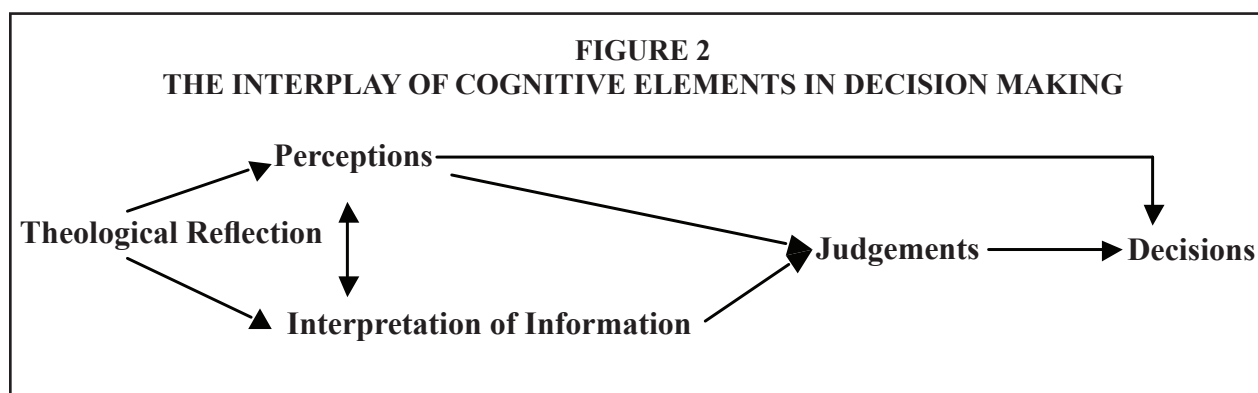 FIGURE 2
THE INTERPLAY OF COGNITIVE ELEMENTS IN DECISION MAKING
Perceptions
Theological Reflection
Judgements
Decisions
Interpretation of Information